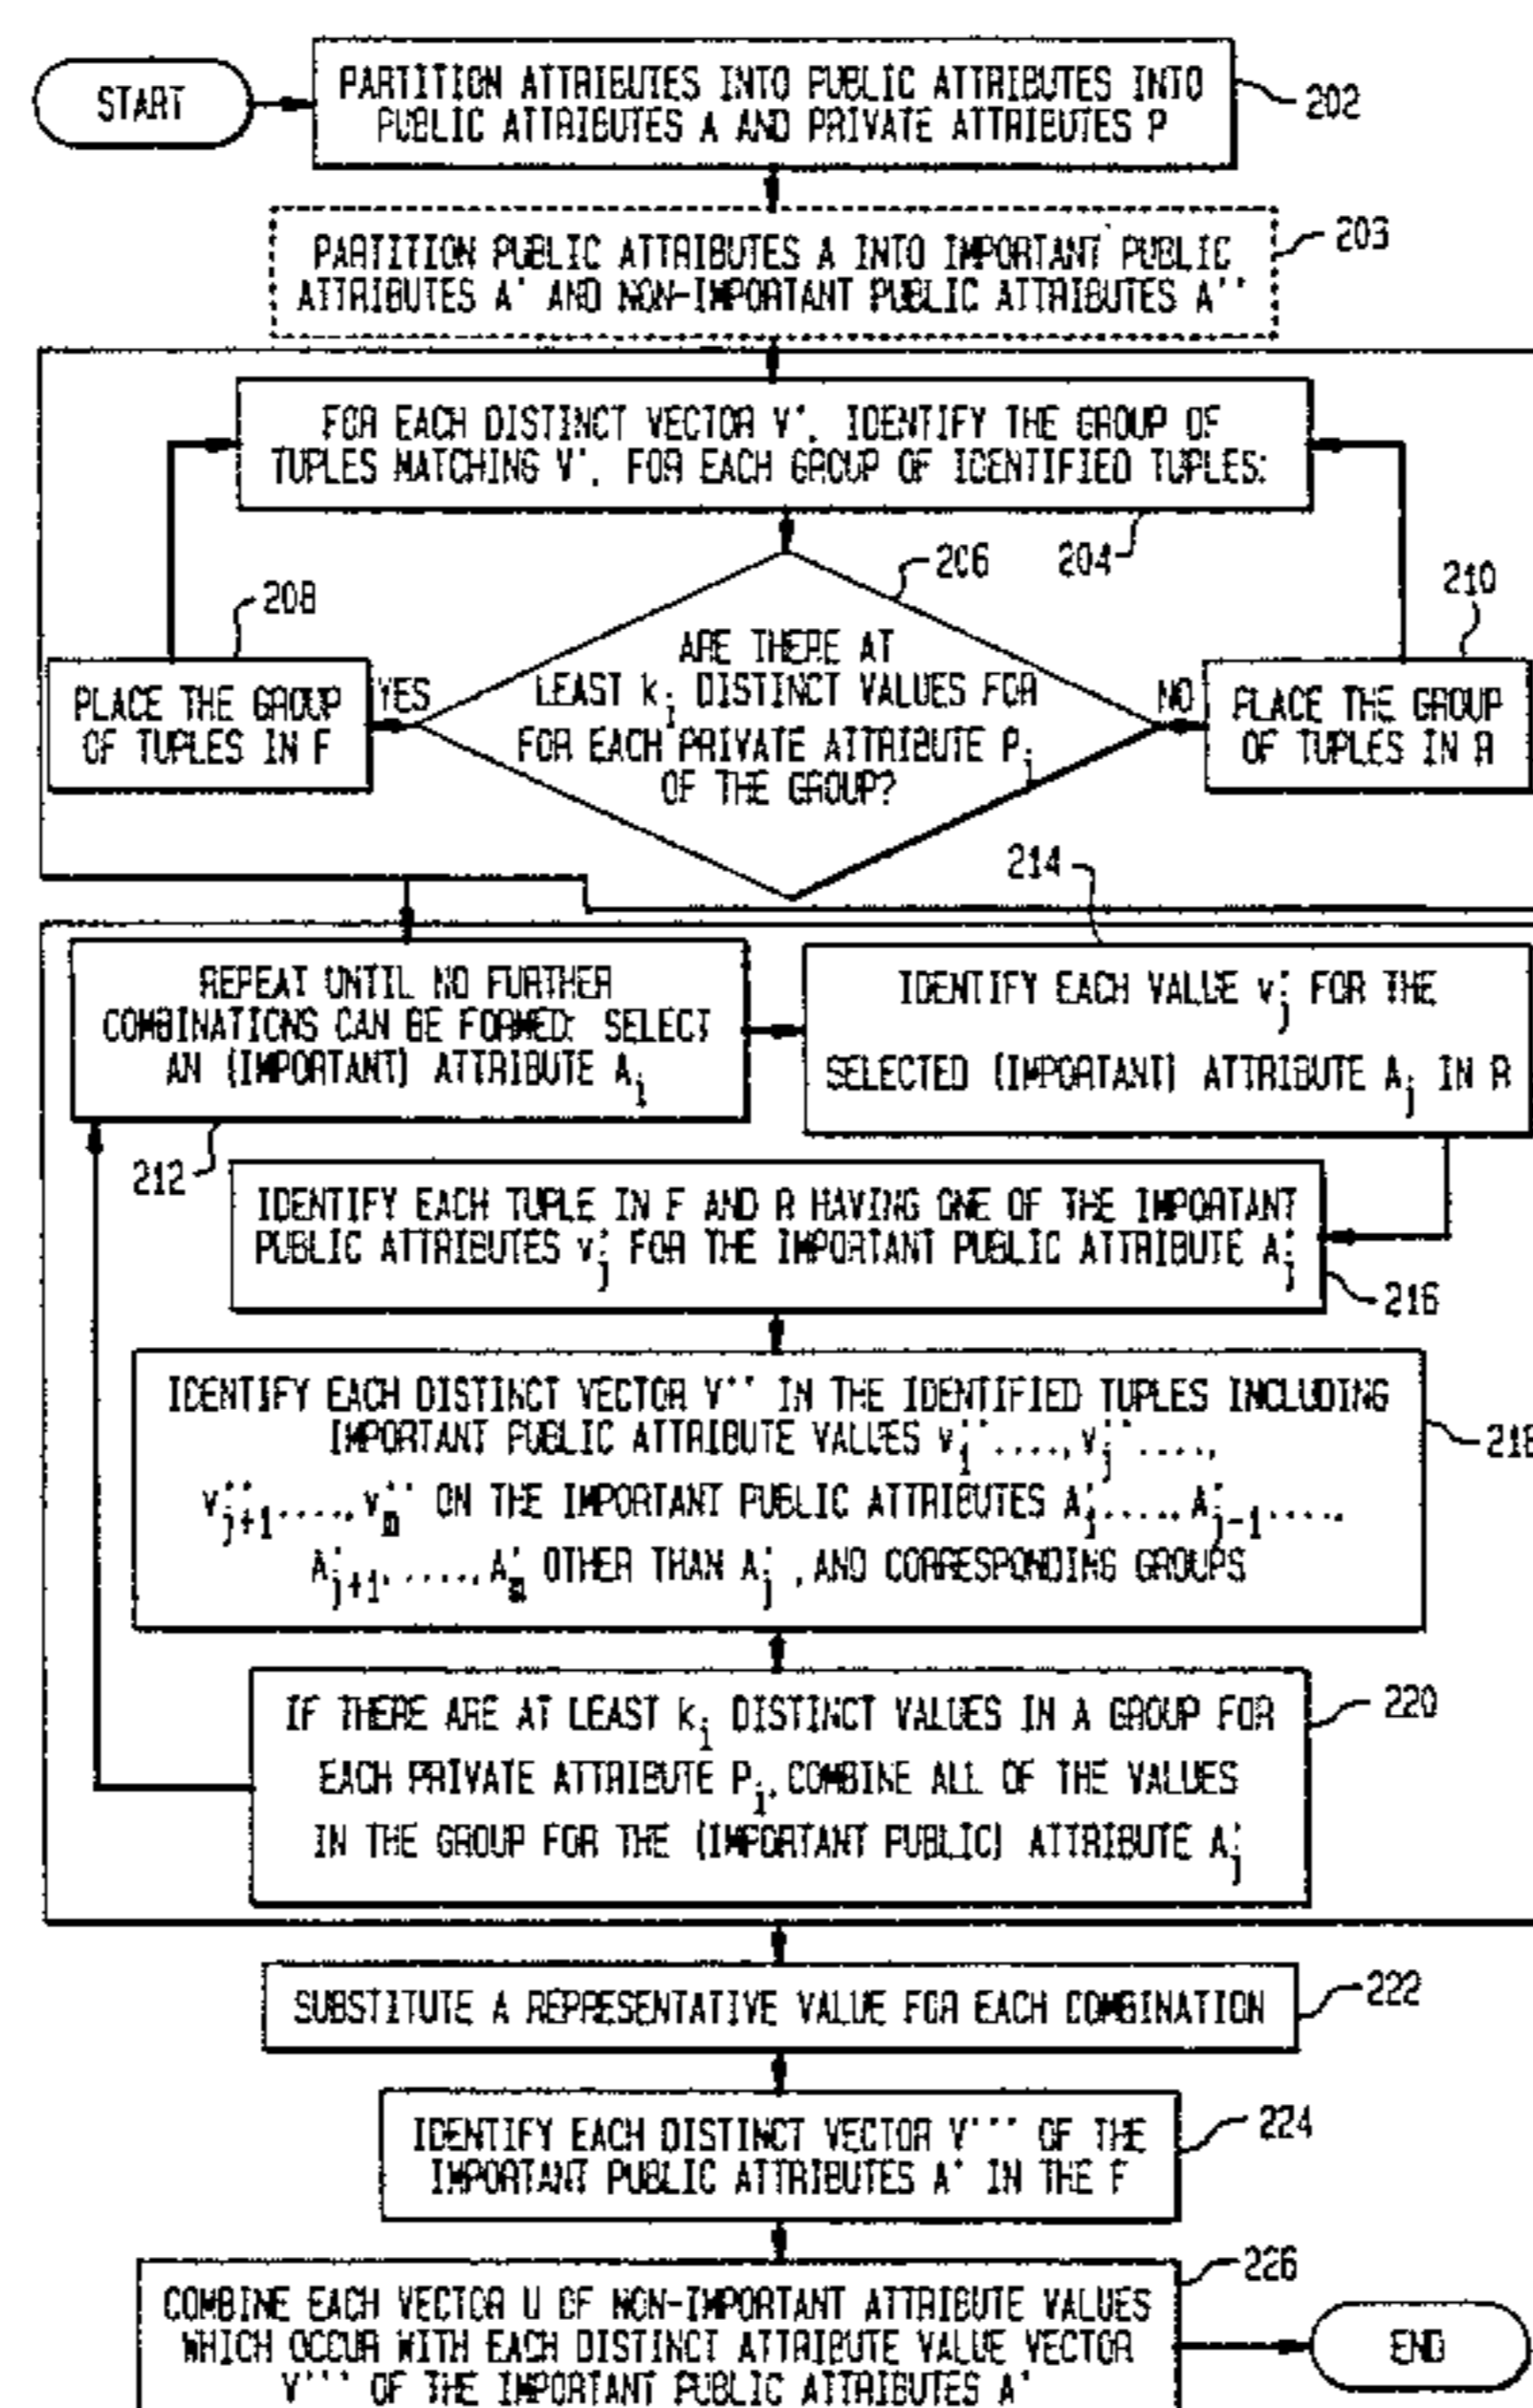 START
PARTITION ATTRIBUTES INTO PUBLIC ATTRIBUTES INTO
PUBLIC ATTRIBUTES A AND PRIVATE ATTRIBUTES P
202
203
PARTITION PUBLIC ATTRIBUTES A INTO IMPORTANT PUBLIC
ATTRIBUTES A' AND NON-IMPORTANT PUBLIC ATTRIBUTES A''
FOR EACH DISTINCT VECTOR V', IDENTIFY THE GROUP OF
TUPLES MATCHING V'. FOR EACH GROUP OF IDENTIFIED TUPLES:
206
204
208
210
ARE THERE AT
LEAST k_i DISTINCT VALUES FOR
FOR EACH PRIVATE ATTRIBUTE P_i
OF THE GROUP?
YES
NO
PLACE THE GROUP
OF TUPLES IN F
PLACE THE GROUP
OF TUPLES IN R
214
REPEAT UNTIL NO FURTHER
COMBINATIONS CAN BE FORMED: SELECT
AN (IMPORTANT) ATTRIBUTE A_j
IDENTIFY EACH VALUE v'_j FOR THE
SELECTED (IMPORTANT) ATTRIBUTE A_j IN R
212
IDENTIFY EACH TUPLE IN F AND R HAVING ONE OF THE IMPORTANT
PUBLIC ATTRIBUTES v'_j FOR THE IMPORTANT PUBLIC ATTRIBUTE A'_j
216
IDENTIFY EACH DISTINCT VECTOR V'' IN THE IDENTIFIED TUPLES INCLUDING
IMPORTANT PUBLIC ATTRIBUTE VALUES v''_1,...,v''_j,...,
v''_j+1,...,v''_m ON THE IMPORTANT PUBLIC ATTRIBUTES A'_1,...,A'_j-1,...,
A'_j+1,...,A'_m OTHER THAN A'_j, AND CORRESPONDING GROUPS
218
IF THERE ARE AT LEAST k_i DISTINCT VALUES IN A GROUP FOR
EACH PRIVATE ATTRIBUTE P_i, COMBINE ALL OF THE VALUES
IN THE GROUP FOR THE (IMPORTANT PUBLIC) ATTRIBUTE A'_j
220
SUBSTITUTE A REPRESENTATIVE VALUE FOR EACH COMBINATION
222
IDENTIFY EACH DISTINCT VECTOR V''' OF THE
IMPORTANT PUBLIC ATTRIBUTES A' IN THE F
224
226
COMBINE EACH VECTOR U OF NON-IMPORTANT ATTRIBUTE VALUES
WHICH OCCUR WITH EACH DISTINCT ATTRIBUTE VALUE VECTOR
V''' OF THE IMPORTANT PUBLIC ATTRIBUTES A'
END